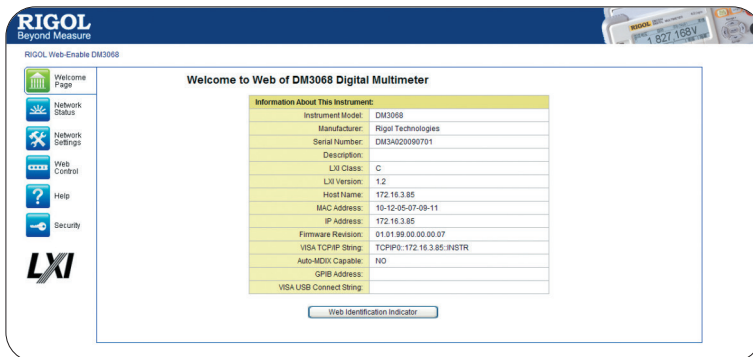 RIGOL
Beyond Measure
RIGOL
1.827 168V
RIGOL Web-Enable DM3068
Welcome Page
Network Status
Network Settings
Web Control
Help
Security
LXI
Welcome to Web of DM3068 Digital Multimeter
Information About This Instrument:
Instrument Model: DM3068
Manufacturer: Rigol Technologies
Serial Number: DM3A020090701
Description:
LXI Class: C
LXI Version: 1.2
Host Name: 172.16.3.85
MAC Address: 10-12-05-07-09-11
IP Address: 172.16.3.85
Firmware Revision: 01.01.99.00.00.00.07
VISA TCP/IP String: TCPIP0::172.16.3.85::INSTR
Auto-MDIX Capable: NO
GPIB Address:
VISA USB Connect String:
Web Identification Indicator